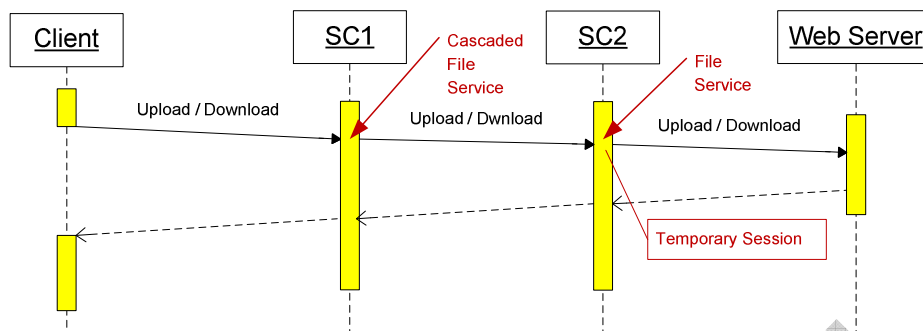 Client
SC1
SC2
Web Server
Cascaded
File
Service
File
Service
Upload / Download
Upload / Dwnload
Upload / Download
Temporary Session